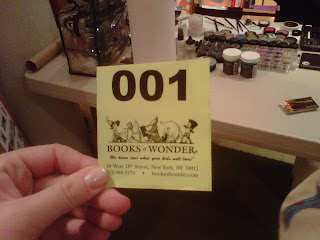 001
BOOKS of WONDER
We know just what your kids will love!
18 West 18th Street, New York, NY 10011
• booksofwonder.com